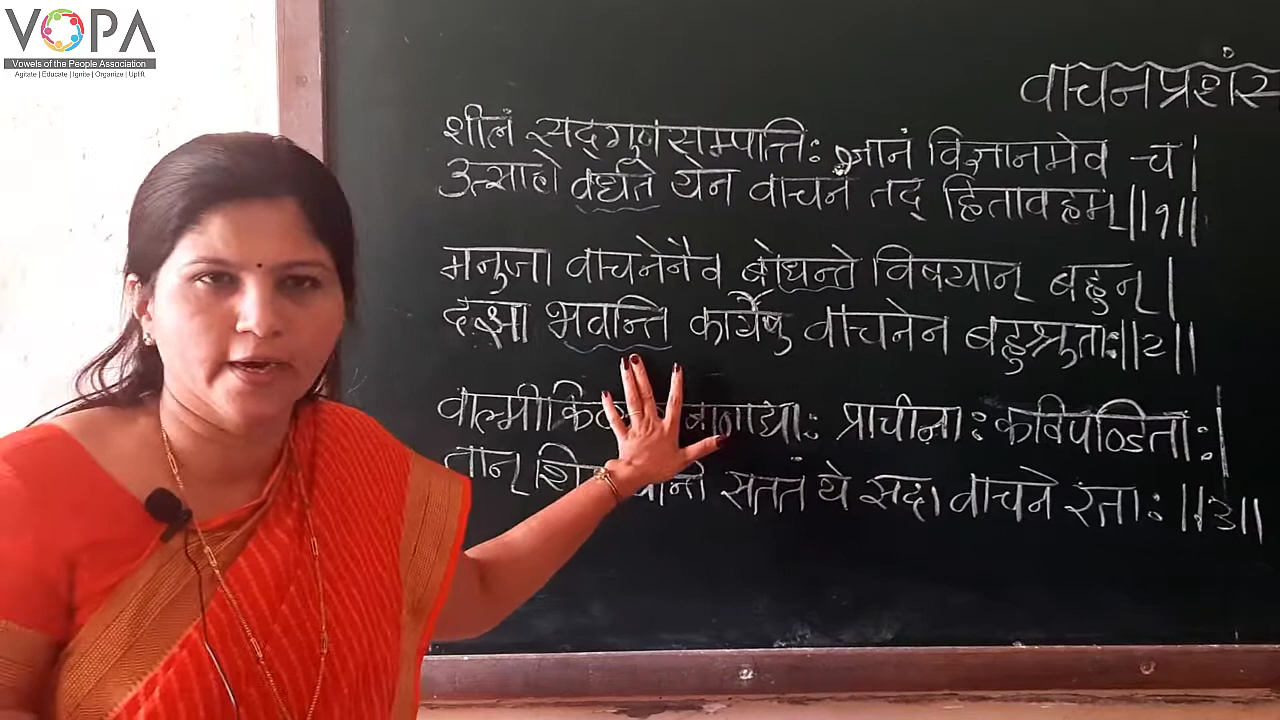 VOPA
Vowels of the People Association
Agitate | Educate | Ignite | Organize | Uplift
वाचनप्रशंस
शीलं सद्‌गुणसम्पत्तिः ज्ञानं विज्ञानमेव च।
उत्साहो वर्धते येन वाचनं तद् हितावहम्॥१॥
मनुजा वाचनेनैव बोधन्ते विषयान् बहुन्।
दक्षा भवन्ति कार्येषु वाचनेन बहुश्रुताः॥२॥
प्राचीनाः कविपण्डिताः।
तान् सततं ये सदा वाचने रताः॥३॥